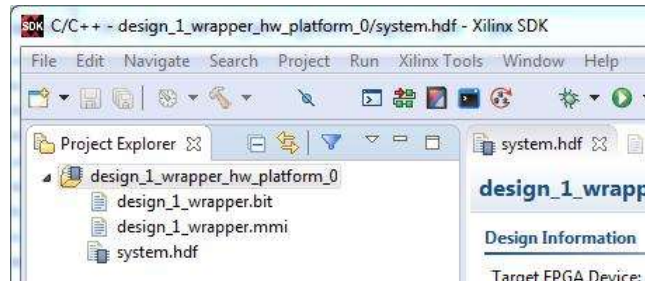 SDK C/C++ - design_1_wrapper_hw_platform_0/system.hdf - Xilinx SDK
File Edit Navigate Search Project Run Xilinx Tools Window Help
Project Explorer system.hdf
design_1_wrapper_hw_platform_0
design_1_wrapp
design_1_wrapper.bit
design_1_wrapper.mmi
Design Information
system.hdf
Target FPGA Device: